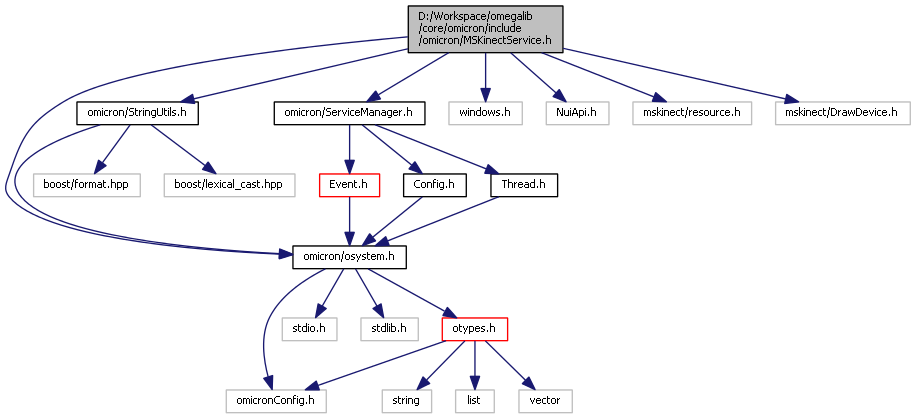 D:/Workspace/omegalib
/core/omicron/include
/omicron/MSKinectService.h
omicron/StringUtils.h
omicron/ServiceManager.h
windows.h
NuiApi.h
mskinect/resource.h
mskinect/DrawDevice.h
boost/format.hpp
boost/lexical_cast.hpp
Event.h
Config.h
Thread.h
omicron/osystem.h
stdio.h
stdlib.h
otypes.h
omicronConfig.h
string
list
vector